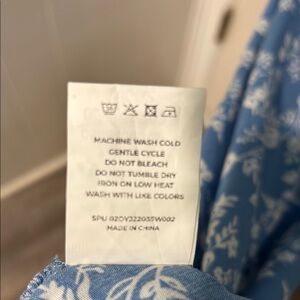 MACHINE WASH COLD
GENTLE CYCLE
DO NOT BLEACH
DO NOT TUMBLE DRY
IRON ON LOW HEAT
WASH WITH LIKE COLORS
SPU 02DY322035W002
MADE IN CHINA